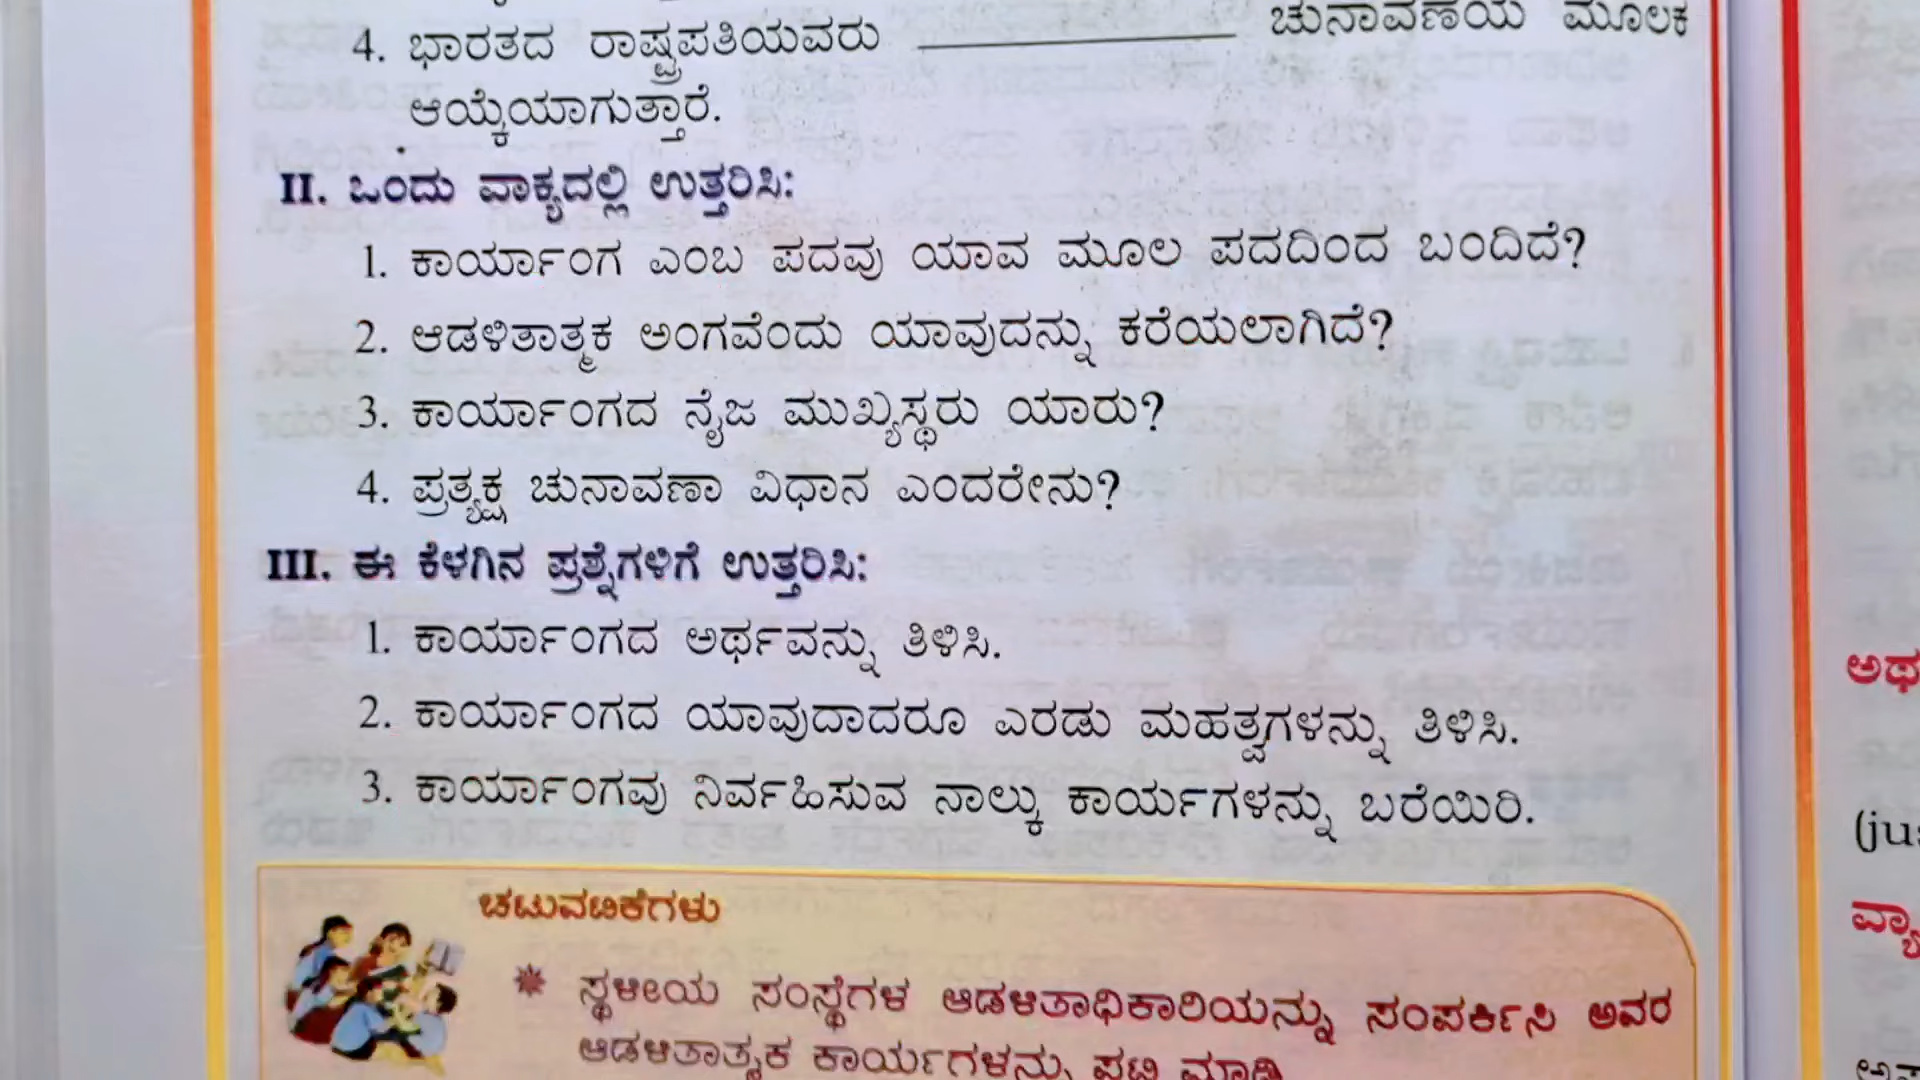 4. ಭಾರತದ ರಾಷ್ಟ್ರಪತಿಯವರು ____________ ಚುನಾವಣೆಯ ಮೂಲಕ
ಆಯ್ಕೆಯಾಗುತ್ತಾರೆ.
II. ಒಂದು ವಾಕ್ಯದಲ್ಲಿ ಉತ್ತರಿಸಿ:
1. ಕಾರ್ಯಾಂಗ ಎಂಬ ಪದವು ಯಾವ ಮೂಲ ಪದದಿಂದ ಬಂದಿದೆ?
2. ಆಡಳಿತಾತ್ಮಕ ಅಂಗವೆಂದು ಯಾವುದನ್ನು ಕರೆಯಲಾಗಿದೆ?
3. ಕಾರ್ಯಾಂಗದ ನೈಜ ಮುಖ್ಯಸ್ಥರು ಯಾರು?
4. ಪ್ರತ್ಯಕ್ಷ ಚುನಾವಣಾ ವಿಧಾನ ಎಂದರೇನು?
III. ಈ ಕೆಳಗಿನ ಪ್ರಶ್ನೆಗಳಿಗೆ ಉತ್ತರಿಸಿ:
1. ಕಾರ್ಯಾಂಗದ ಅರ್ಥವನ್ನು ತಿಳಿಸಿ.
2. ಕಾರ್ಯಾಂಗದ ಯಾವುದಾದರೂ ಎರಡು ಮಹತ್ವಗಳನ್ನು ತಿಳಿಸಿ.
3. ಕಾರ್ಯಾಂಗವು ನಿರ್ವಹಿಸುವ ನಾಲ್ಕು ಕಾರ್ಯಗಳನ್ನು ಬರೆಯಿರಿ.
ಚಟುವಟಿಕೆಗಳು
ಸ್ಥಳೀಯ ಸಂಸ್ಥೆಗಳ ಆಡಳಿತಾಧಿಕಾರಿಯನ್ನು ಸಂಪರ್ಕಿಸಿ ಅವರ
ಆಡಳಿತಾತ್ಮಕ ಕಾರ್ಯಗಳನ್ನು ಪಟ್ಟಿ ಮಾಡಿ